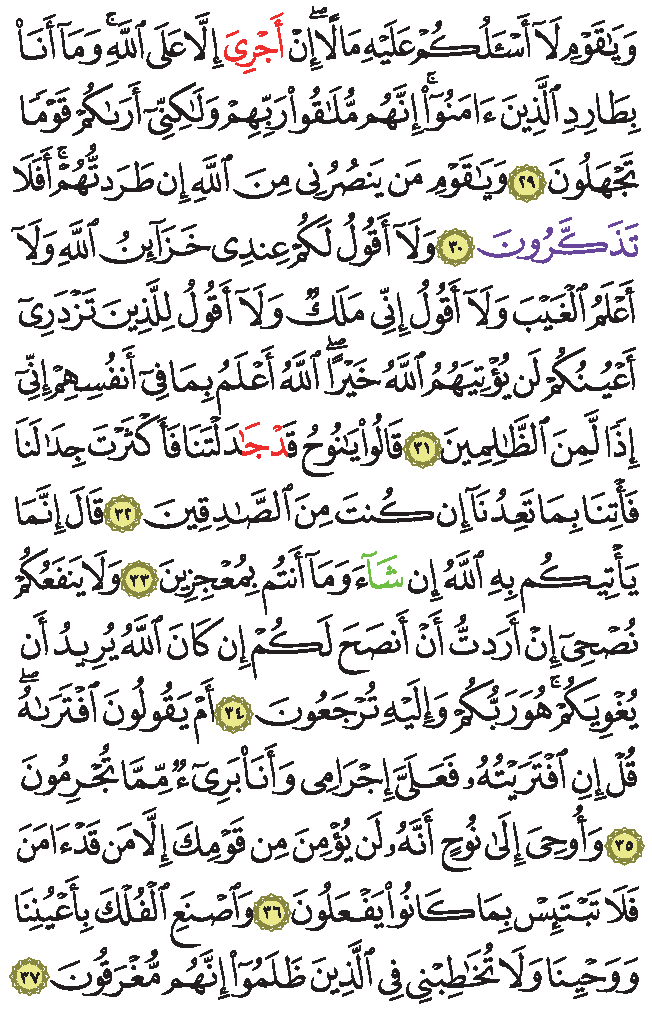 وَيَٰقَوْمِ لَآ أَسْـَٔلُكُمْ عَلَيْهِ مَالًا ۖ إِنْ أَجْرِىَ إِلَّا عَلَى ٱللَّهِ ۚ وَمَآ أَنَا۠
بِطَارِدِ ٱلَّذِينَ ءَامَنُوٓا۟ ۚ إِنَّهُم مُّلَٰقُوا۟ رَبِّهِمْ وَلَٰكِنِّىٓ أَرَىٰكُمْ قَوْمًا
تَجْهَلُونَ ٢٩ وَيَٰقَوْمِ مَن يَنصُرُنِى مِنَ ٱللَّهِ إِن طَرَدتُّهُمْ ۚ أَفَلَا
تَذَكَّرُونَ ٣٠ وَلَآ أَقُولُ لَكُمْ عِندِى خَزَآئِنُ ٱللَّهِ وَلَآ
أَعْلَمُ ٱلْغَيْبَ وَلَآ أَقُولُ إِنِّى مَلَكٌ وَلَآ أَقُولُ لِلَّذِينَ تَزْدَرِىٓ
أَعْيُنُكُمْ لَن يُؤْتِيَهُمُ ٱللَّهُ خَيْرًا ۖ ٱللَّهُ أَعْلَمُ بِمَا فِىٓ أَنفُسِهِمْ إِنِّىٓ
إِذًا لَّمِنَ ٱلظَّٰلِمِينَ ٣١ قَالُوا۟ يَٰنُوحُ قَدْ جَٰدَلْتَنَا فَأَكْثَرْتَ جِدَٰلَنَا
فَأْتِنَا بِمَا تَعِدُنَآ إِن كُنتَ مِنَ ٱلصَّٰدِقِينَ ٣٢ قَالَ إِنَّمَا
يَأْتِيكُم بِهِ ٱللَّهُ إِن شَآءَ وَمَآ أَنتُم بِمُعْجِزِينَ ٣٣ وَلَا يَنفَعُكُمْ
نُصْحِىٓ إِنْ أَرَدتُّ أَنْ أَنصَحَ لَكُمْ إِن كَانَ ٱللَّهُ يُرِيدُ أَن
يُغْوِيَكُمْ ۚ هُوَ رَبُّكُمْ وَإِلَيْهِ تُرْجَعُونَ ٣٤ أَمْ يَقُولُونَ ٱفْتَرَىٰهُ ۖ
قُلْ إِنِ ٱفْتَرَيْتُهُۥ فَعَلَىَّ إِجْرَامِى وَأَنَا۠ بَرِىٓءٌ مِّمَّا تُجْرِمُونَ
٣٥ وَأُوحِىَ إِلَىٰ نُوحٍ أَنَّهُۥ لَن يُؤْمِنَ مِن قَوْمِكَ إِلَّا مَن قَدْ ءَامَنَ
فَلَا تَبْتَئِسْ بِمَا كَانُوا۟ يَفْعَلُونَ ٣٦ وَٱصْنَعِ ٱلْفُلْكَ بِأَعْيُنِنَا
وَوَحْيِنَا وَلَا تُخَٰطِبْنِى فِى ٱلَّذِينَ ظَلَمُوٓا۟ إِنَّهُم مُّغْرَقُونَ ٣٧